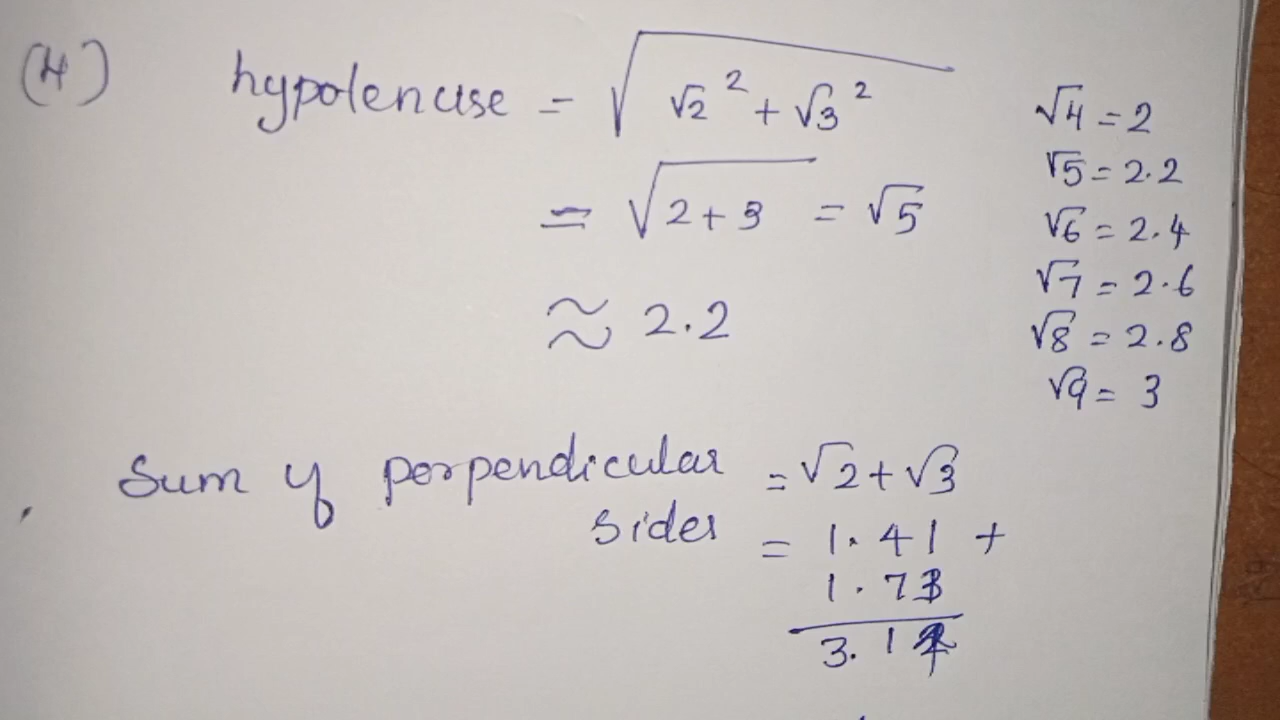 (4) hypotenuse = √(√2² + √3²)
= √(2+3) = √5
≈ 2.2
√4 = 2
√5 = 2.2
√6 = 2.4
√7 = 2.6
√8 = 2.8
√9 = 3
Sum of perpendicular = √2 + √3
sides = 1.41 +
1.73
3.14